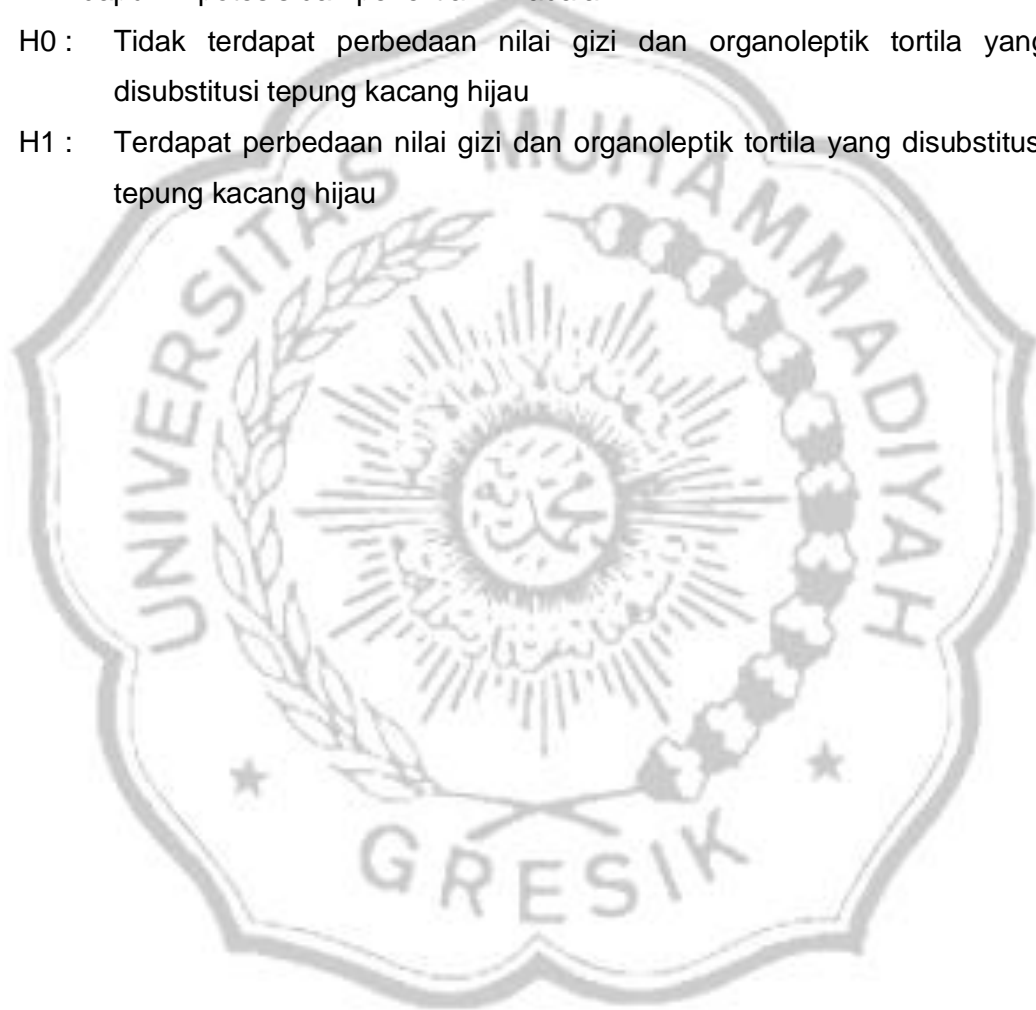 H0 : Tidak terdapat perbedaan nilai gizi dan organoleptik tortila yang
disubstitusi tepung kacang hijau
H1 : Terdapat perbedaan nilai gizi dan organoleptik tortila yang disubstitus
tepung kacang hijau
UNIVERSITAS MUHAMMADIYAH
GRESIK